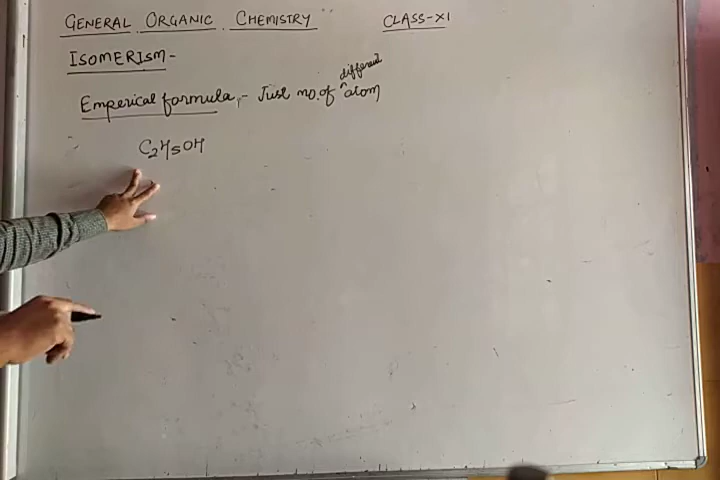 GENERAL ORGANIC CHEMISTRY CLASS-XI
ISOMERISM-
Emperical formula,- Just no. of different atom
C2H5OH